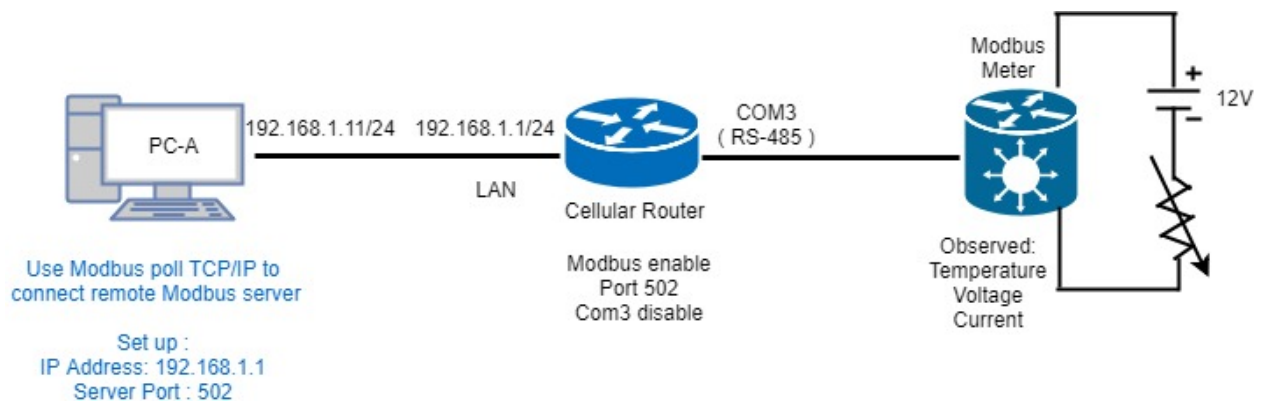 PC-A
192.168.1.11/24
192.168.1.1/24
LAN
Cellular Router
Modbus enable
Port 502
Com3 disable
COM3
( RS-485 )
Modbus
Meter
+
12V
-
Observed:
Temperature
Voltage
Current
Use Modbus poll TCP/IP to
connect remote Modbus server
Set up :
IP Address: 192.168.1.1
Server Port : 502